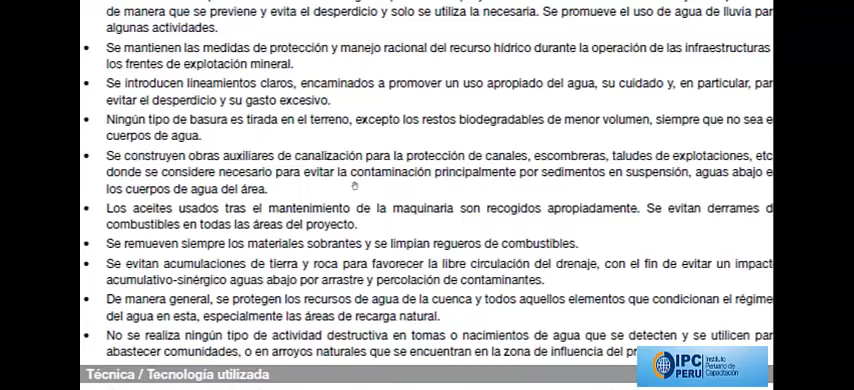 de manera que se previene y evita el desperdicio y solo se utiliza la necesaria. Se promueve el uso de agua de lluvia par
algunas actividades.
• Se mantienen las medidas de protección y manejo racional del recurso hídrico durante la operación de las infraestructuras
los frentes de explotación mineral.
• Se introducen lineamientos claros, encaminados a promover un uso apropiado del agua, su cuidado y, en particular, par
evitar el desperdicio y su gasto excesivo.
• Ningún tipo de basura es tirada en el terreno, excepto los restos biodegradables de menor volumen, siempre que no sea e
cuerpos de agua.
• Se construyen obras auxiliares de canalización para la protección de canales, escombreras, taludes de explotaciones, etc
donde se considere necesario para evitar la contaminación principalmente por sedimentos en suspensión, aguas abajo e
los cuerpos de agua del área.
• Los aceites usados tras el mantenimiento de la maquinaria son recogidos apropiadamente. Se evitan derrames d
combustibles en todas las áreas del proyecto.
• Se remueven siempre los materiales sobrantes y se limpian regueros de combustibles.
• Se evitan acumulaciones de tierra y roca para favorecer la libre circulación del drenaje, con el fin de evitar un impact
acumulativo-sinérgico aguas abajo por arrastre y percolación de contaminantes.
• De manera general, se protegen los recursos de agua de la cuenca y todos aquellos elementos que condicionan el régime
del agua en esta, especialmente las áreas de recarga natural.
• No se realiza ningún tipo de actividad destructiva en tomas o nacimientos de agua que se detecten y se utilicen par
abastecer comunidades, o en arroyos naturales que se encuentran en la zona de influencia del pr
Técnica / Tecnología utilizada
IPC
PERU
Instituto
Peruano de
Capacitación